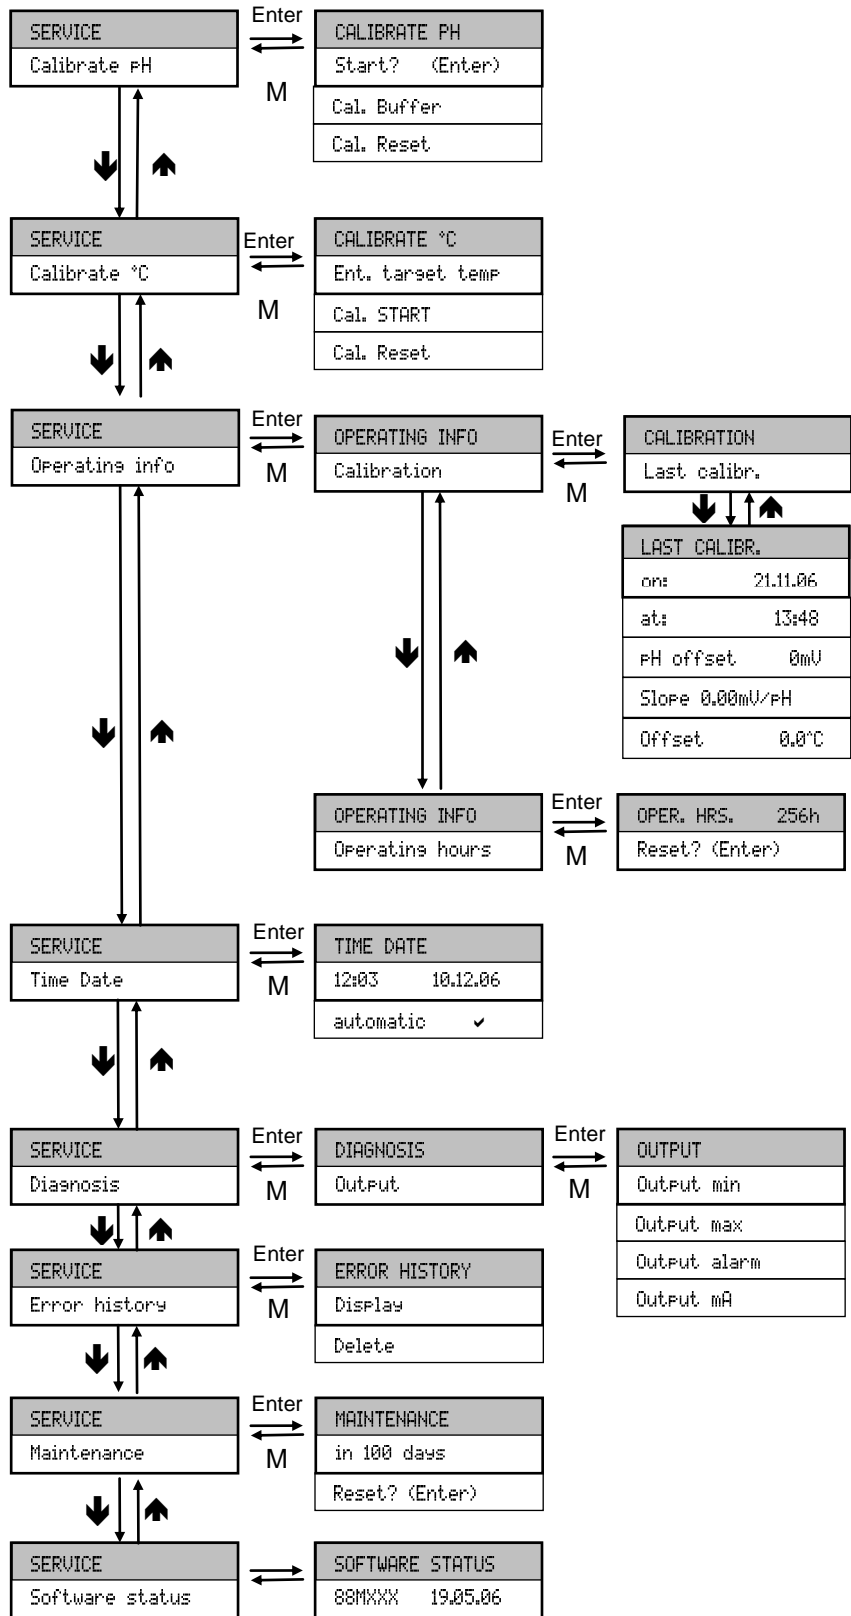 Enter
SERVICE
Calibrate pH
M
CALIBRATE PH
Start? (Enter)
Cal. Buffer
Cal. Reset
SERVICE
Calibrate °C
Enter
M
CALIBRATE °C
Ent. target temp
Cal. START
Cal. Reset
SERVICE
Operating info
Enter
M
OPERATING INFO
Calibration
Enter
M
CALIBRATION
Last calibr.
LAST CALIBR.
on: 21.11.06
at: 13:48
pH offset 0mV
Slope 0.00mV/pH
Offset 0.0°C
OPERATING INFO
Operating hours
Enter
M
OPER. HRS. 256h
Reset? (Enter)
SERVICE
Time Date
Enter
M
TIME DATE
12:03 10.12.06
automatic ✓
SERVICE
Diagnosis
Enter
M
DIAGNOSIS
Output
Enter
M
OUTPUT
Output min
Output max
Output alarm
Output mA
SERVICE
Error history
Enter
M
ERROR HISTORY
Display
Delete
SERVICE
Maintenance
Enter
M
MAINTENANCE
in 100 days
Reset? (Enter)
SERVICE
Software status
SOFTWARE STATUS
88MXXX 19.05.06